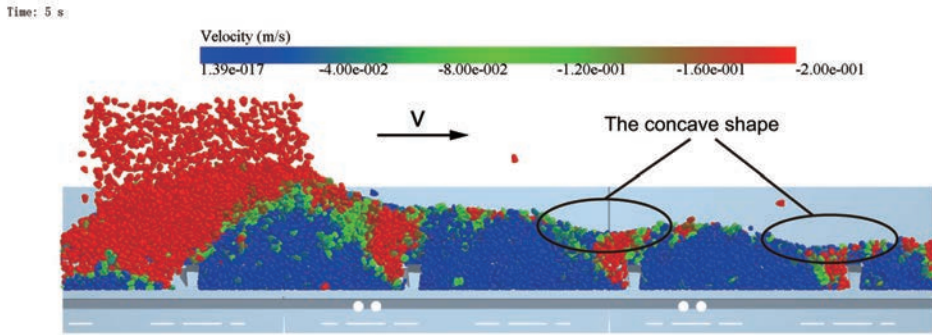 Time: 5 s
Velocity (m/s)
1.39e-017 -4.00e-002 -8.00e-002 -1.20e-001 -1.60e-001 -2.00e-001
V
The concave shape